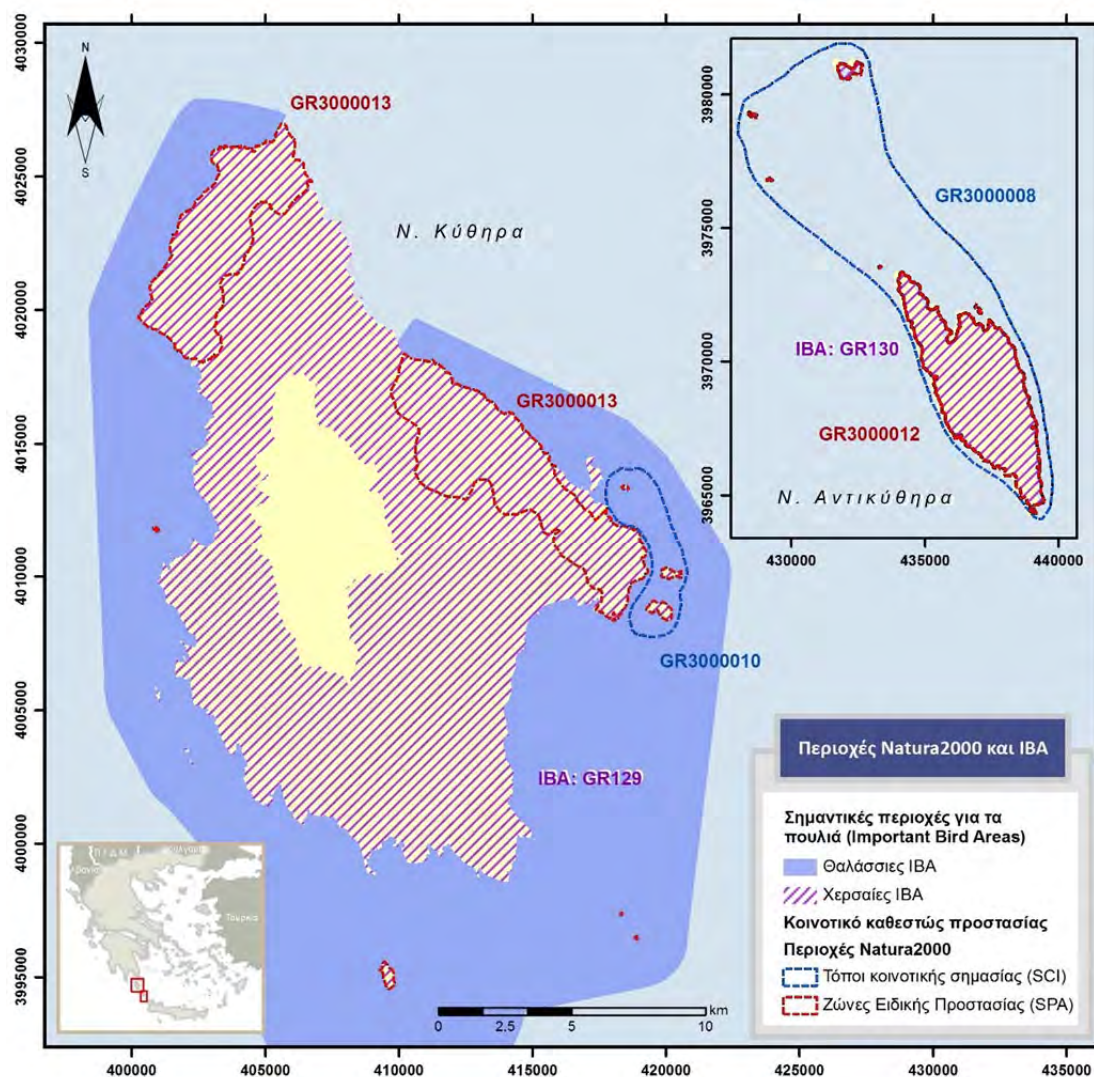 N
S
GR3000013
Ν. Κύθηρα
GR3000013
GR3000010
IBA: GR129
GR3000008
IBA: GR130
GR3000012
Ν. Αντικύθηρα
3980000
3975000
3970000
3965000
430000 435000 440000
4030000
4025000
4020000
4015000
4010000
4005000
4000000
3995000
Περιοχές Natura2000 και IBA
Σημαντικές περιοχές για τα
πουλιά (Important Bird Areas)
Θαλάσσιες IBA
Χερσαίες IBA
Κοινοτικό καθεστώς προστασίας
Περιοχές Natura2000
Τόποι κοινοτικής σημασίας (SCI)
Ζώνες Ειδικής Προστασίας (SPA)
Τουρκία
km
0 2.5 5 10
400000 405000 410000 415000 420000 425000 430000 435000